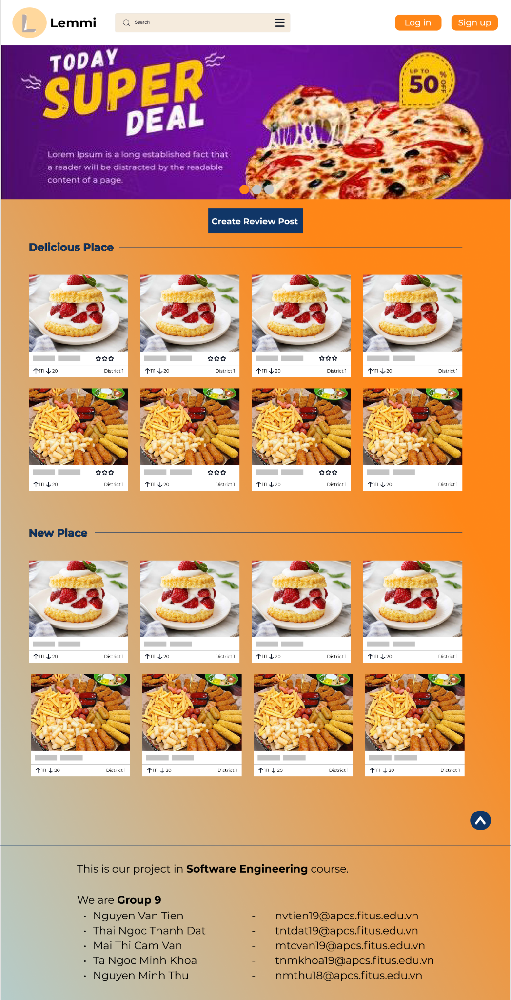 L Lemmi
Search
Log in
Sign up
TODAY
SUPER
DEAL
UP TO
50% OFF
Lorem Ipsum is a long established fact that
a reader will be distracted by the readable
content of a page.
Create Review Post
Delicious Place
111 20 District 1
111 20 District 1
111 20 District 1
111 20 District 1
111 20 District 1
111 20 District 1
111 20 District 1
111 20 District 1
New Place
111 20 District 1
111 20 District 1
111 20 District 1
111 20 District 1
111 20 District 1
111 20 District 1
111 20 District 1
111 20 District 1
This is our project in Software Engineering course.
We are Group 9
• Nguyen Van Tien - nvtien19@apcs.fitus.edu.vn
• Thai Ngoc Thanh Dat - tntdat19@apcs.fitus.edu.vn
• Mai Thi Cam Van - mtcvan19@apcs.fitus.edu.vn
• Ta Ngoc Minh Khoa - tnmkhoa19@apcs.fitus.edu.vn
• Nguyen Minh Thu - nmthu18@apcs.fitus.edu.vn